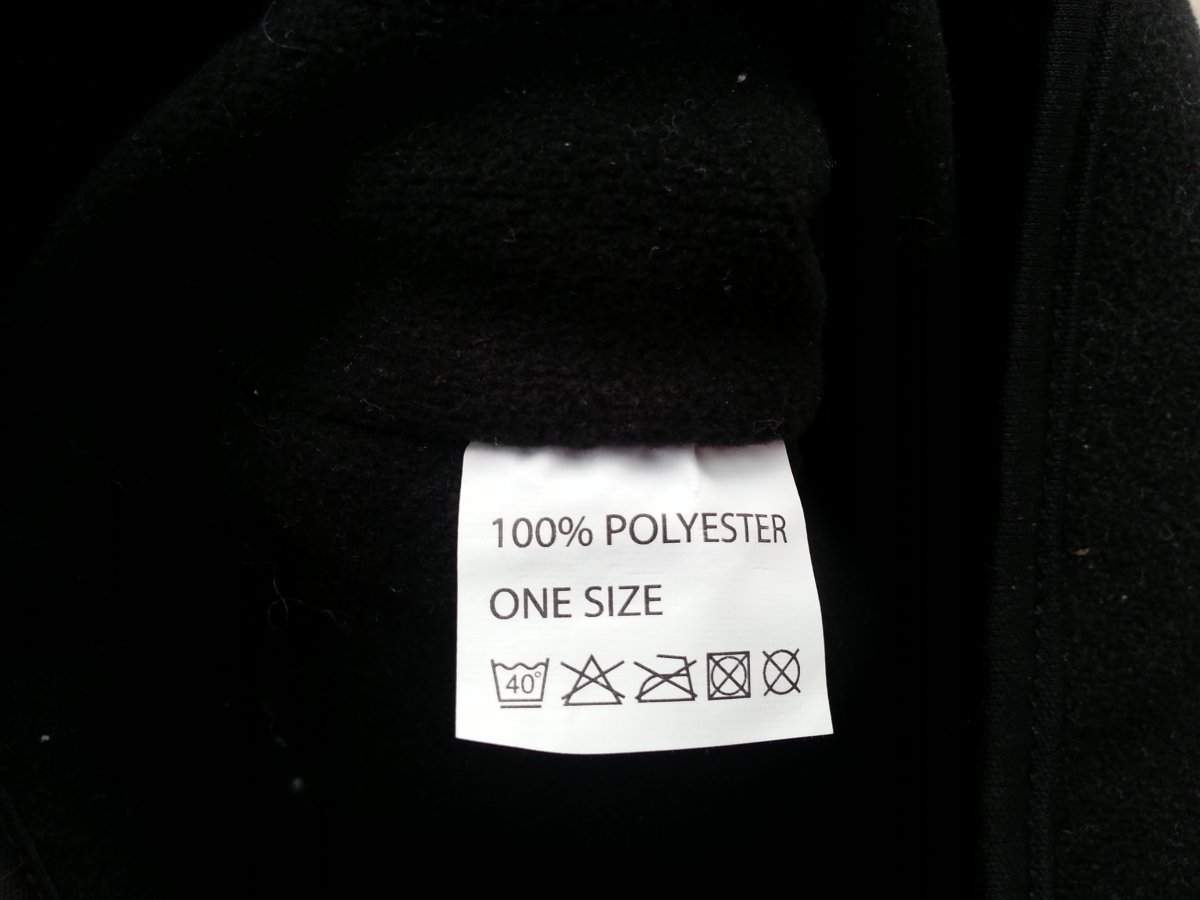 100% POLYESTER
ONE SIZE
40°